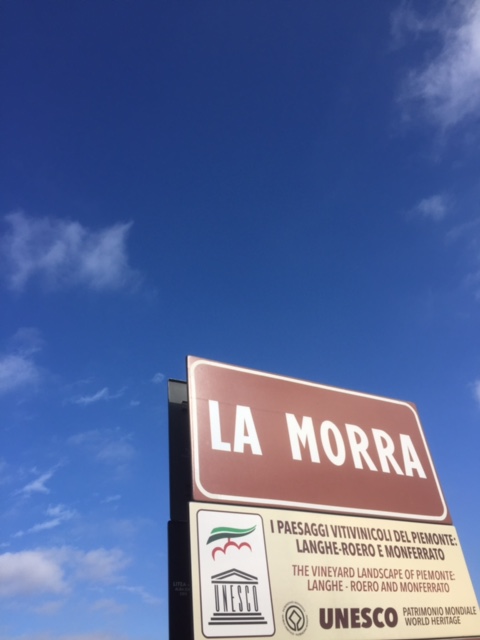 LA MORRA
I PAESAGGI VITIVINICOLI DEL PIEMONTE:
LANGHE-ROERO E MONFERRATO
THE VINEYARD LANDSCAPE OF PIEMONTE:
LANGHE - ROERO AND MONFERRATO
UNESCO
UNESCO
PATRIMONIO MONDIALE
WORLD HERITAGE